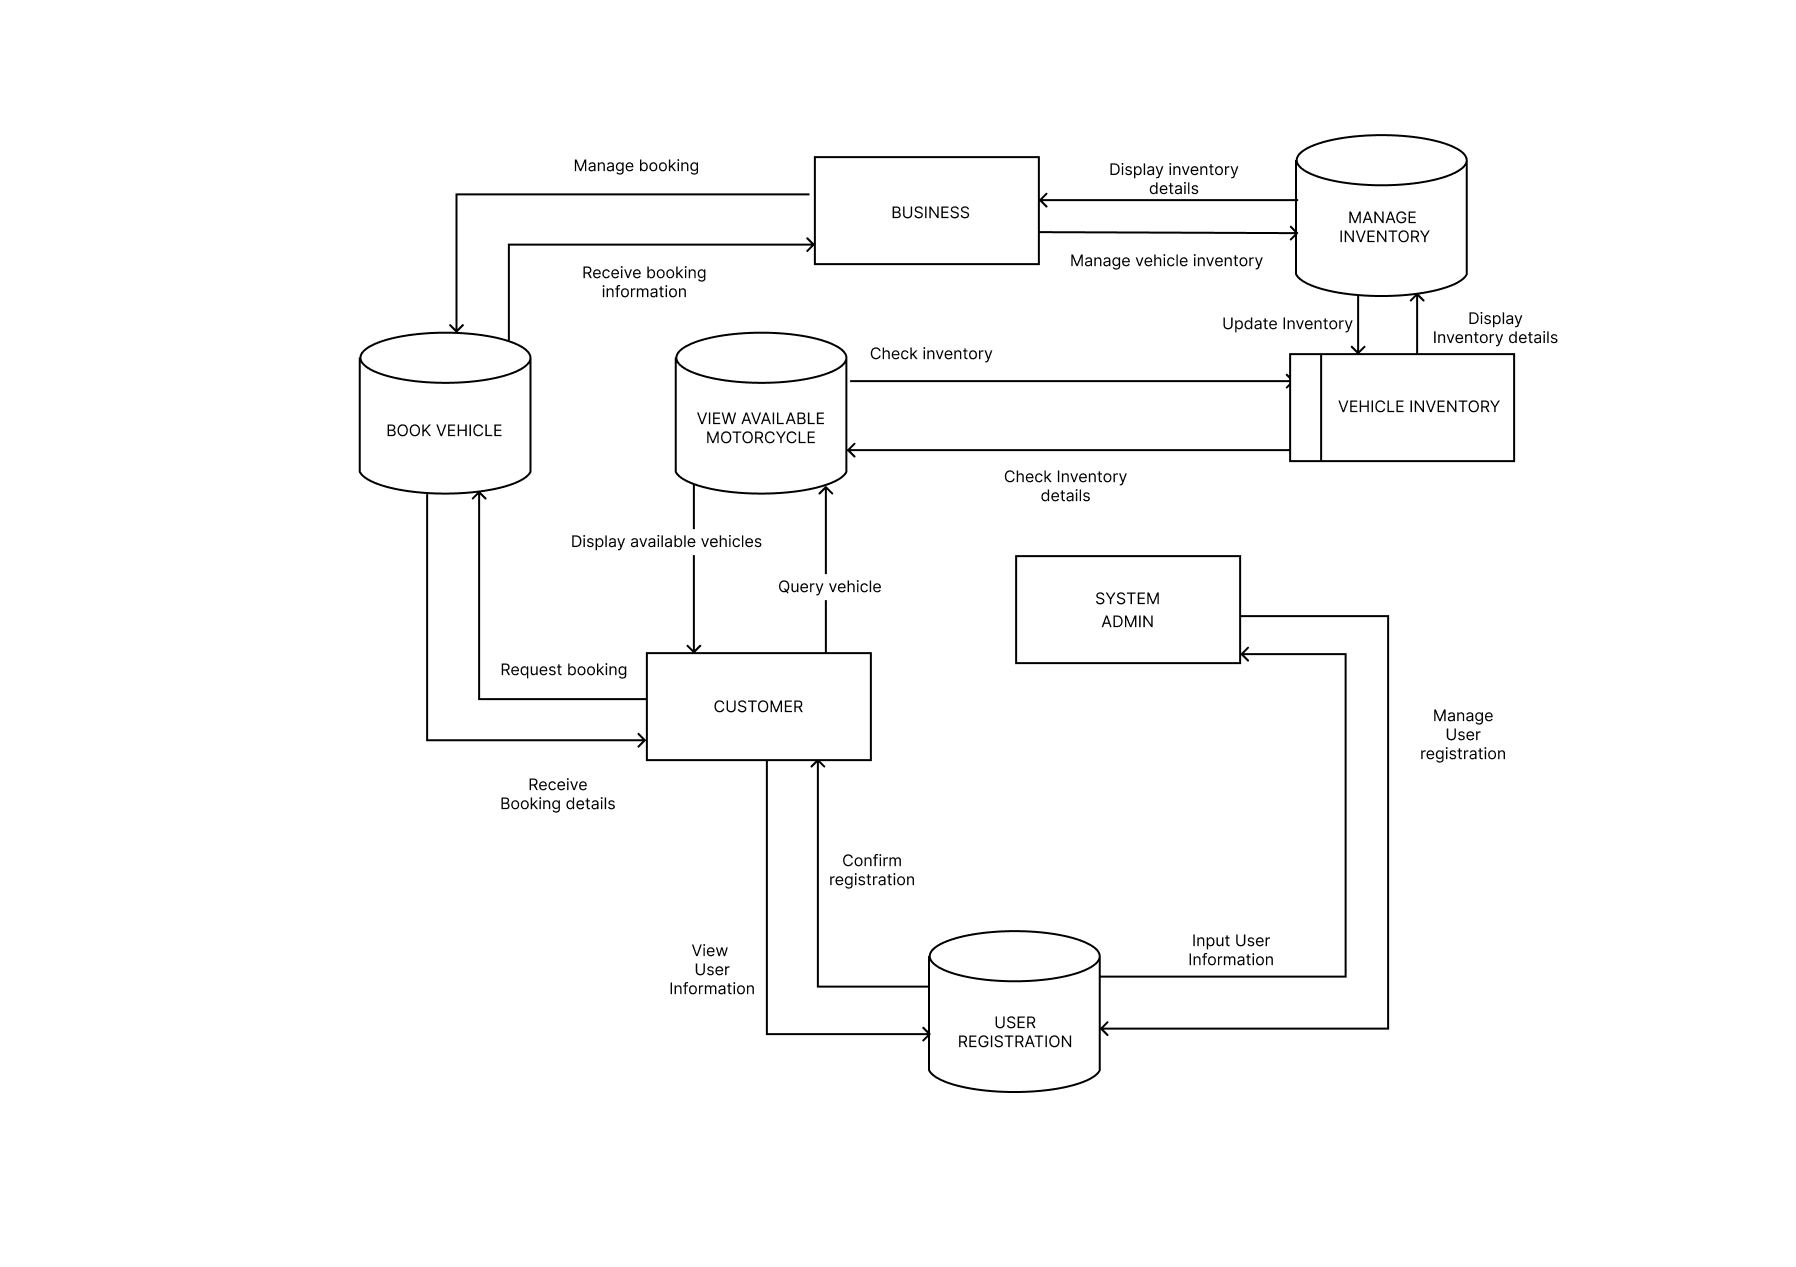 Manage booking
BUSINESS
Display inventory
details
MANAGE
INVENTORY
Receive booking
information
Manage vehicle inventory
Update Inventory
Display
Inventory details
Check inventory
BOOK VEHICLE
VIEW AVAILABLE
MOTORCYCLE
VEHICLE INVENTORY
Check Inventory
details
Display available vehicles
Query vehicle
SYSTEM
ADMIN
Request booking
CUSTOMER
Manage
User
registration
Receive
Booking details
Confirm
registration
View
User
Information
Input User
Information
USER
REGISTRATION